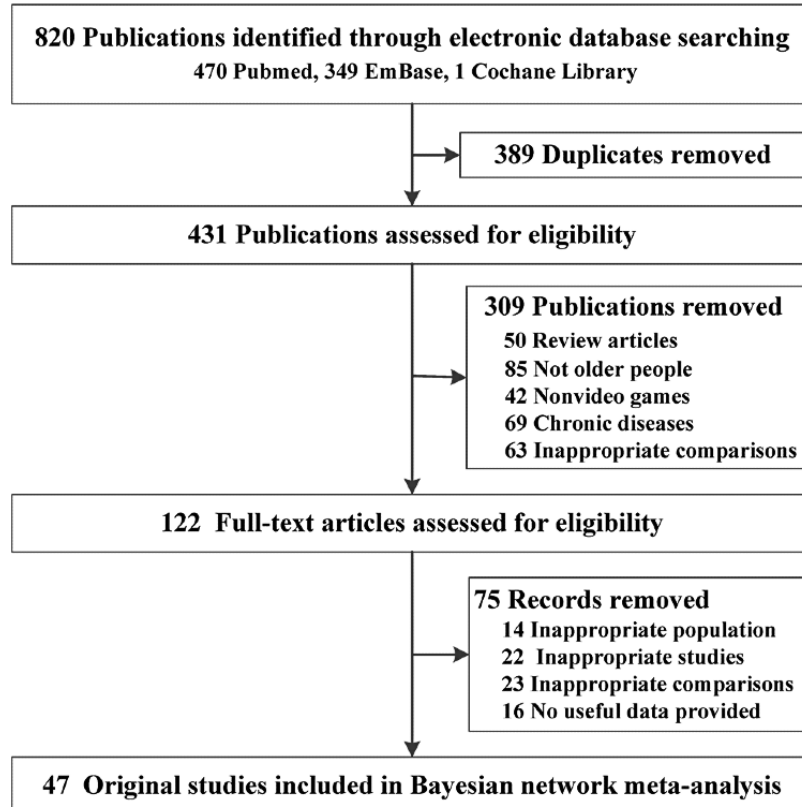 820 Publications identified through electronic database searching
470 Pubmed, 349 EmBase, 1 Cochane Library
389 Duplicates removed
431 Publications assessed for eligibility
309 Publications removed
50 Review articles
85 Not older people
42 Nonvideo games
69 Chronic diseases
63 Inappropriate comparisons
122 Full-text articles assessed for eligibility
75 Records removed
14 Inappropriate population
22 Inappropriate studies
23 Inappropriate comparisons
16 No useful data provided
47 Original studies included in Bayesian network meta-analysis